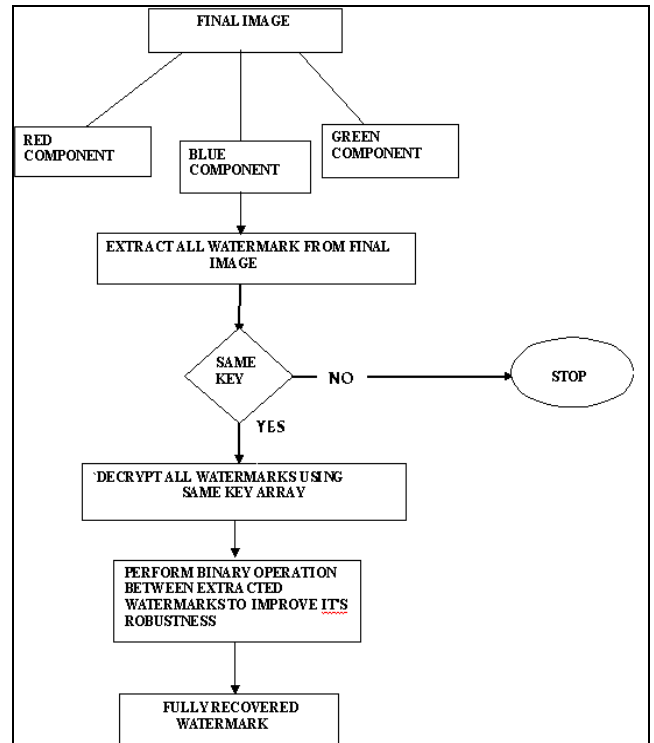 FINAL IMAGE
RED
COMPONENT
BLUE
COMPONENT
GREEN
COMPONENT
EXTRACT ALL WATERMARK FROM FINAL
IMAGE
SAME
KEY
NO
STOP
YES
`DECRYPT ALL WATERMARKS USING
SAME KEY ARRAY
PERFORM BINARY OPERATION
BETWEEN EXTRACTED
WATERMARKS TO IMPROVE IT'S
ROBUSTNESS
FULLY RECOVERED
WATERMARK